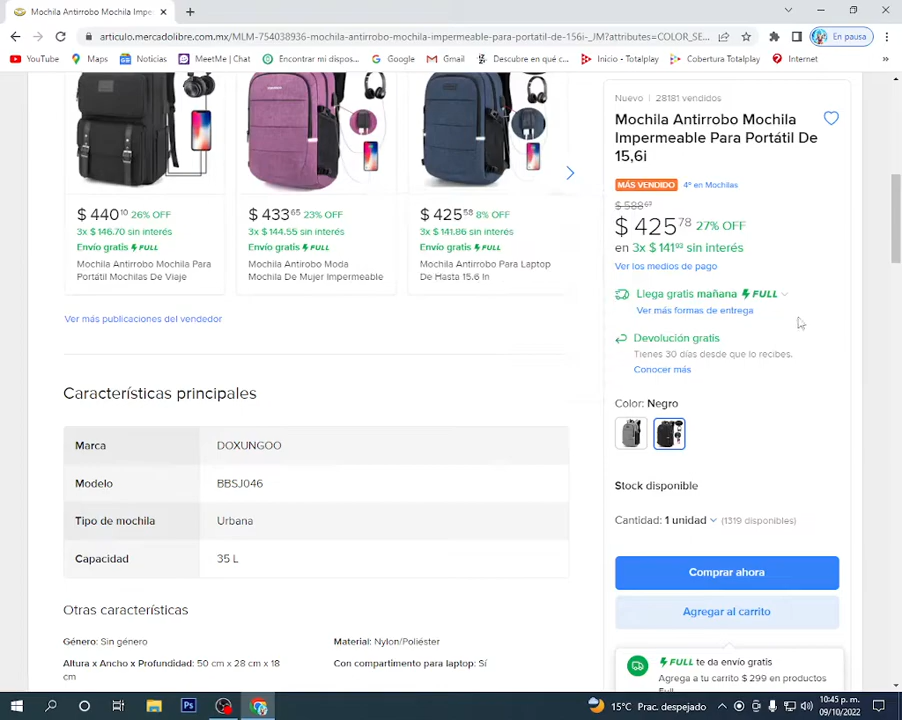 Mochila Antirrobo Mochila Impe
articulo.mercadolibre.com.mx/MLM-754038936-mochila-antirrobo-mochila-impermeable-para-portatil-de-156i-_JM?attributes=COLOR_SE...
En pausa
YouTube
Maps
Noticias
MeetMe | Chat
Encontrar mi dispos...
Google
Gmail
Descubre en qué c...
Inicio · Totalplay
Cobertura Totalplay
Internet
$ 440 10 26% OFF
3x $ 146.70 sin interés
Envío gratis FULL
Mochila Antirobo Mochila Para
Portátil Mochilas De Viaje
$ 433 65 23% OFF
3x $ 144.55 sin interés
Envío gratis FULL
Mochila Antirobo Moda
Mochila De Mujer Impermeable
$ 425 58 8% OFF
3x $ 141.86 sin interés
Envío gratis FULL
Mochila Antirobo Para Laptop
De Hasta 15.6 In
Ver más publicaciones del vendedor
Características principales
Marca DOXUNGOO
Modelo BBSJ046
Tipo de mochila Urbana
Capacidad 35 L
Otras características
Género: Sin género
Material: Nylon/Poliéster
Altura x Ancho x Profundidad: 50 cm x 28 cm x 18
cm
Con compartimento para laptop: Sí
Nuevo | 28181 vendidos
Mochila Antirrobo Mochila
Impermeable Para Portátil De
15,6i
MÁS VENDIDO 4º en Mochilas
$ 588 67
$ 425 78 27% OFF
en 3x $ 141 93 sin interés
Ver los medios de pago
Llega gratis mañana FULL
Ver más formas de entrega
Devolución gratis
Tienes 30 días desde que lo recibes.
Conocer más
Color: Negro
Stock disponible
Cantidad: 1 unidad (1319 disponibles)
Comprar ahora
Agregar al carrito
FULL te da envío gratis
Agrega a tu carrito $ 299 en productos
Full
Ps
15°C Prac. despejado
10:45 p. m.
09/10/2022